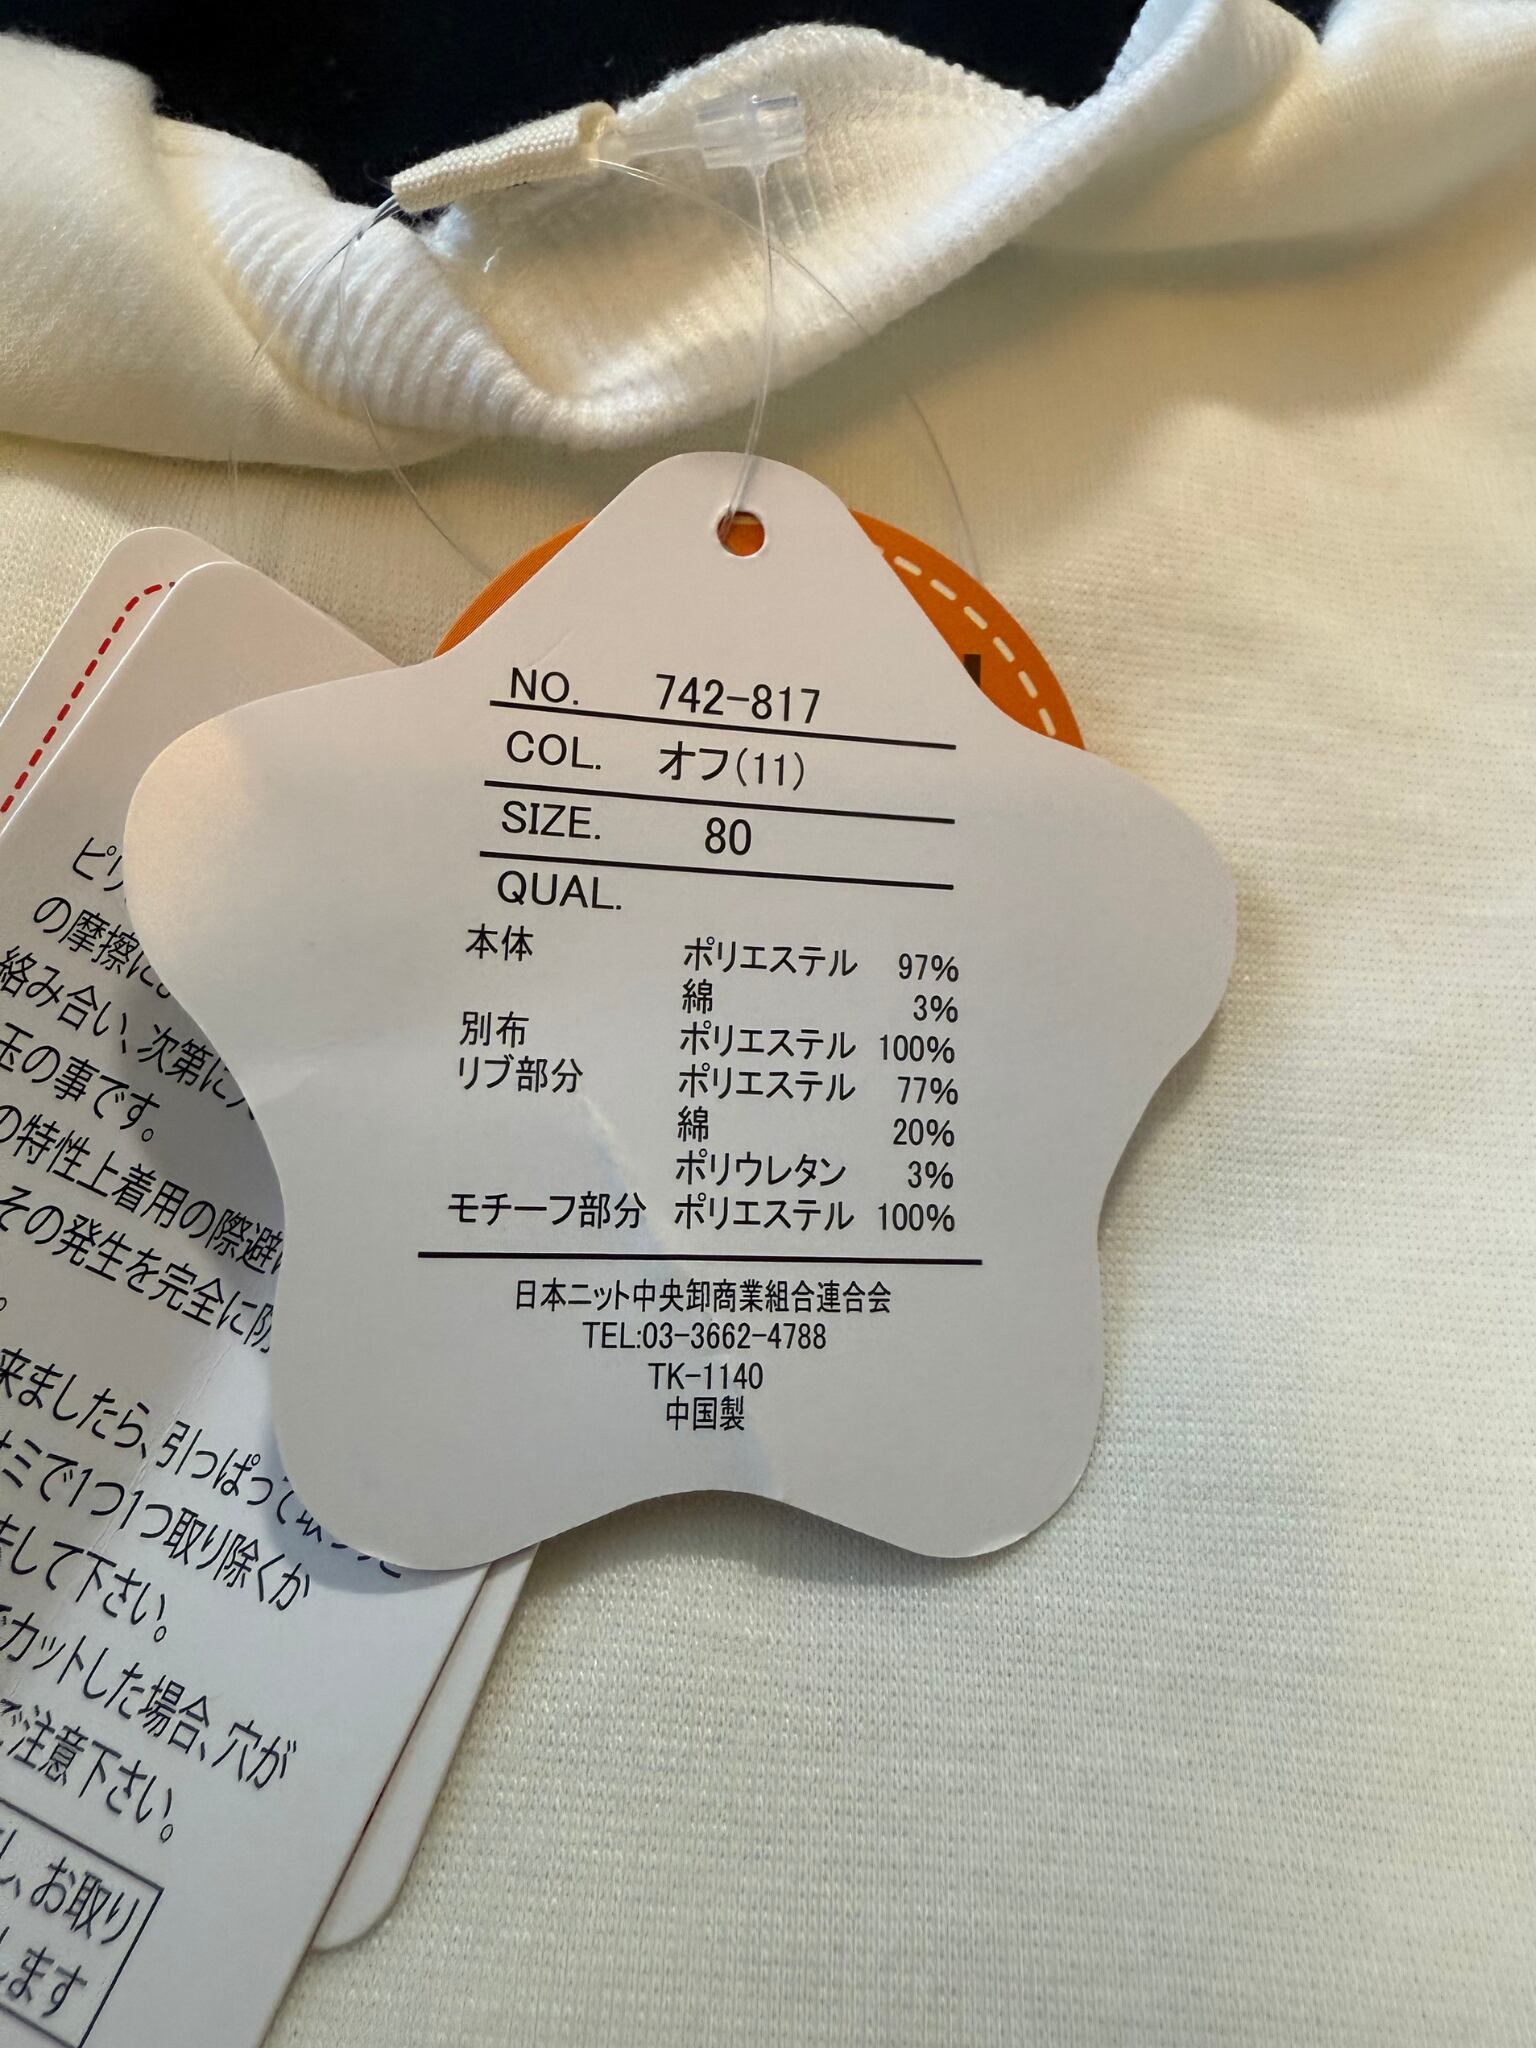 NO. 742-817
COL. オフ(11)
SIZE. 80
QUAL.
本体 ポリエステル 97%
綿 3%
別布 ポリエステル 100%
リブ部分 ポリエステル 77%
綿 20%
ポリウレタン 3%
モチーフ部分 ポリエステル 100%
日本ニット中央卸商業組合連合会
TEL:03-3662-4788
TK-1140
中国製
ピリ
の摩擦に
絡み合い、次第に
玉の事です。
の特性上着用の際避
その発生を完全に防
。
来ましたら、引っぱって取
ミで1つ1つ取り除くか
して下さい。
カットした場合、穴が
ご注意下さい。
し、お取り
します